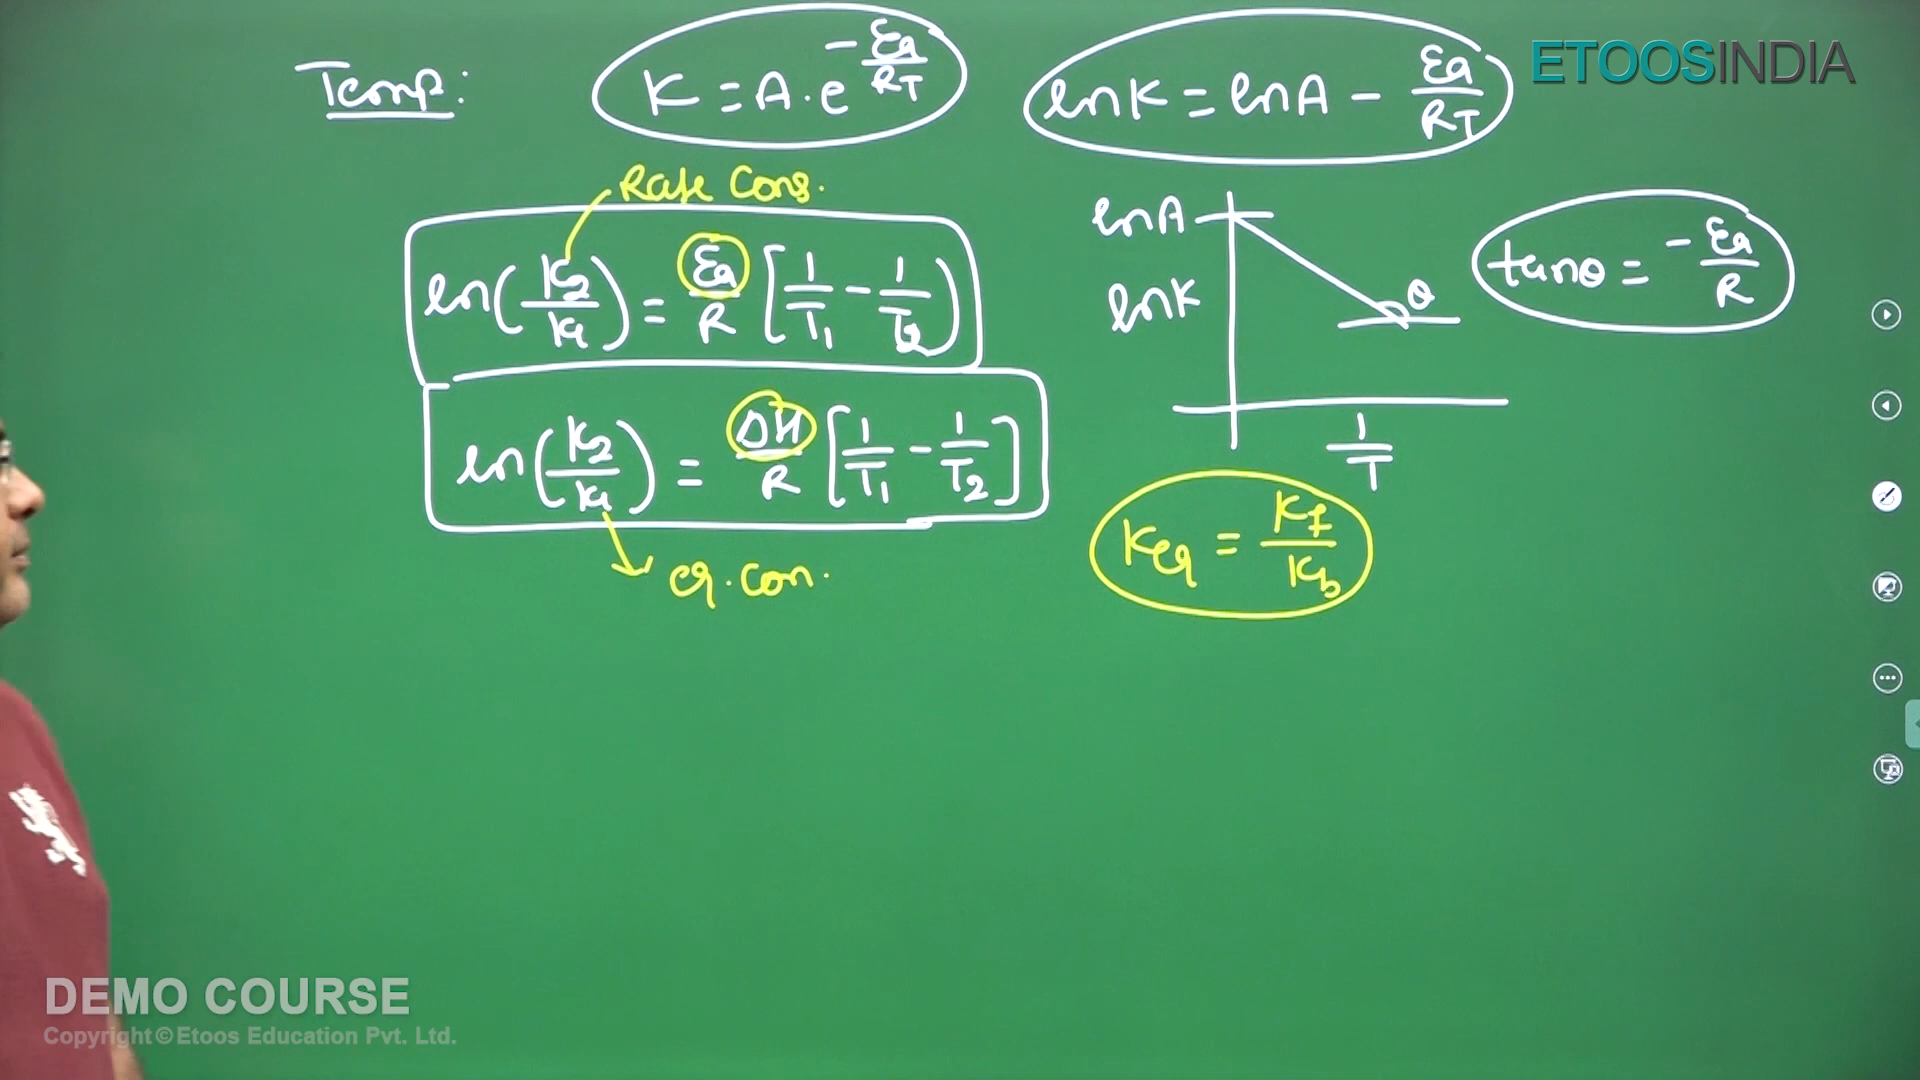 ETOOSINDIA
Temp:
K = A · e^(-Ea/RT)
lnK = lnA - Ea/RT
Rate Cons.
ln(K2/K1) = Ea/R [1/T1 - 1/T2)
lnA
lnK
θ
1/T
tanθ = -Ea/R
ln(K2/K1) = ΔH/R [1/T1 - 1/T2]
eq. con.
Keq = Kf/Kb
DEMO COURSE
Copyright © Etoos Education Pvt. Ltd.